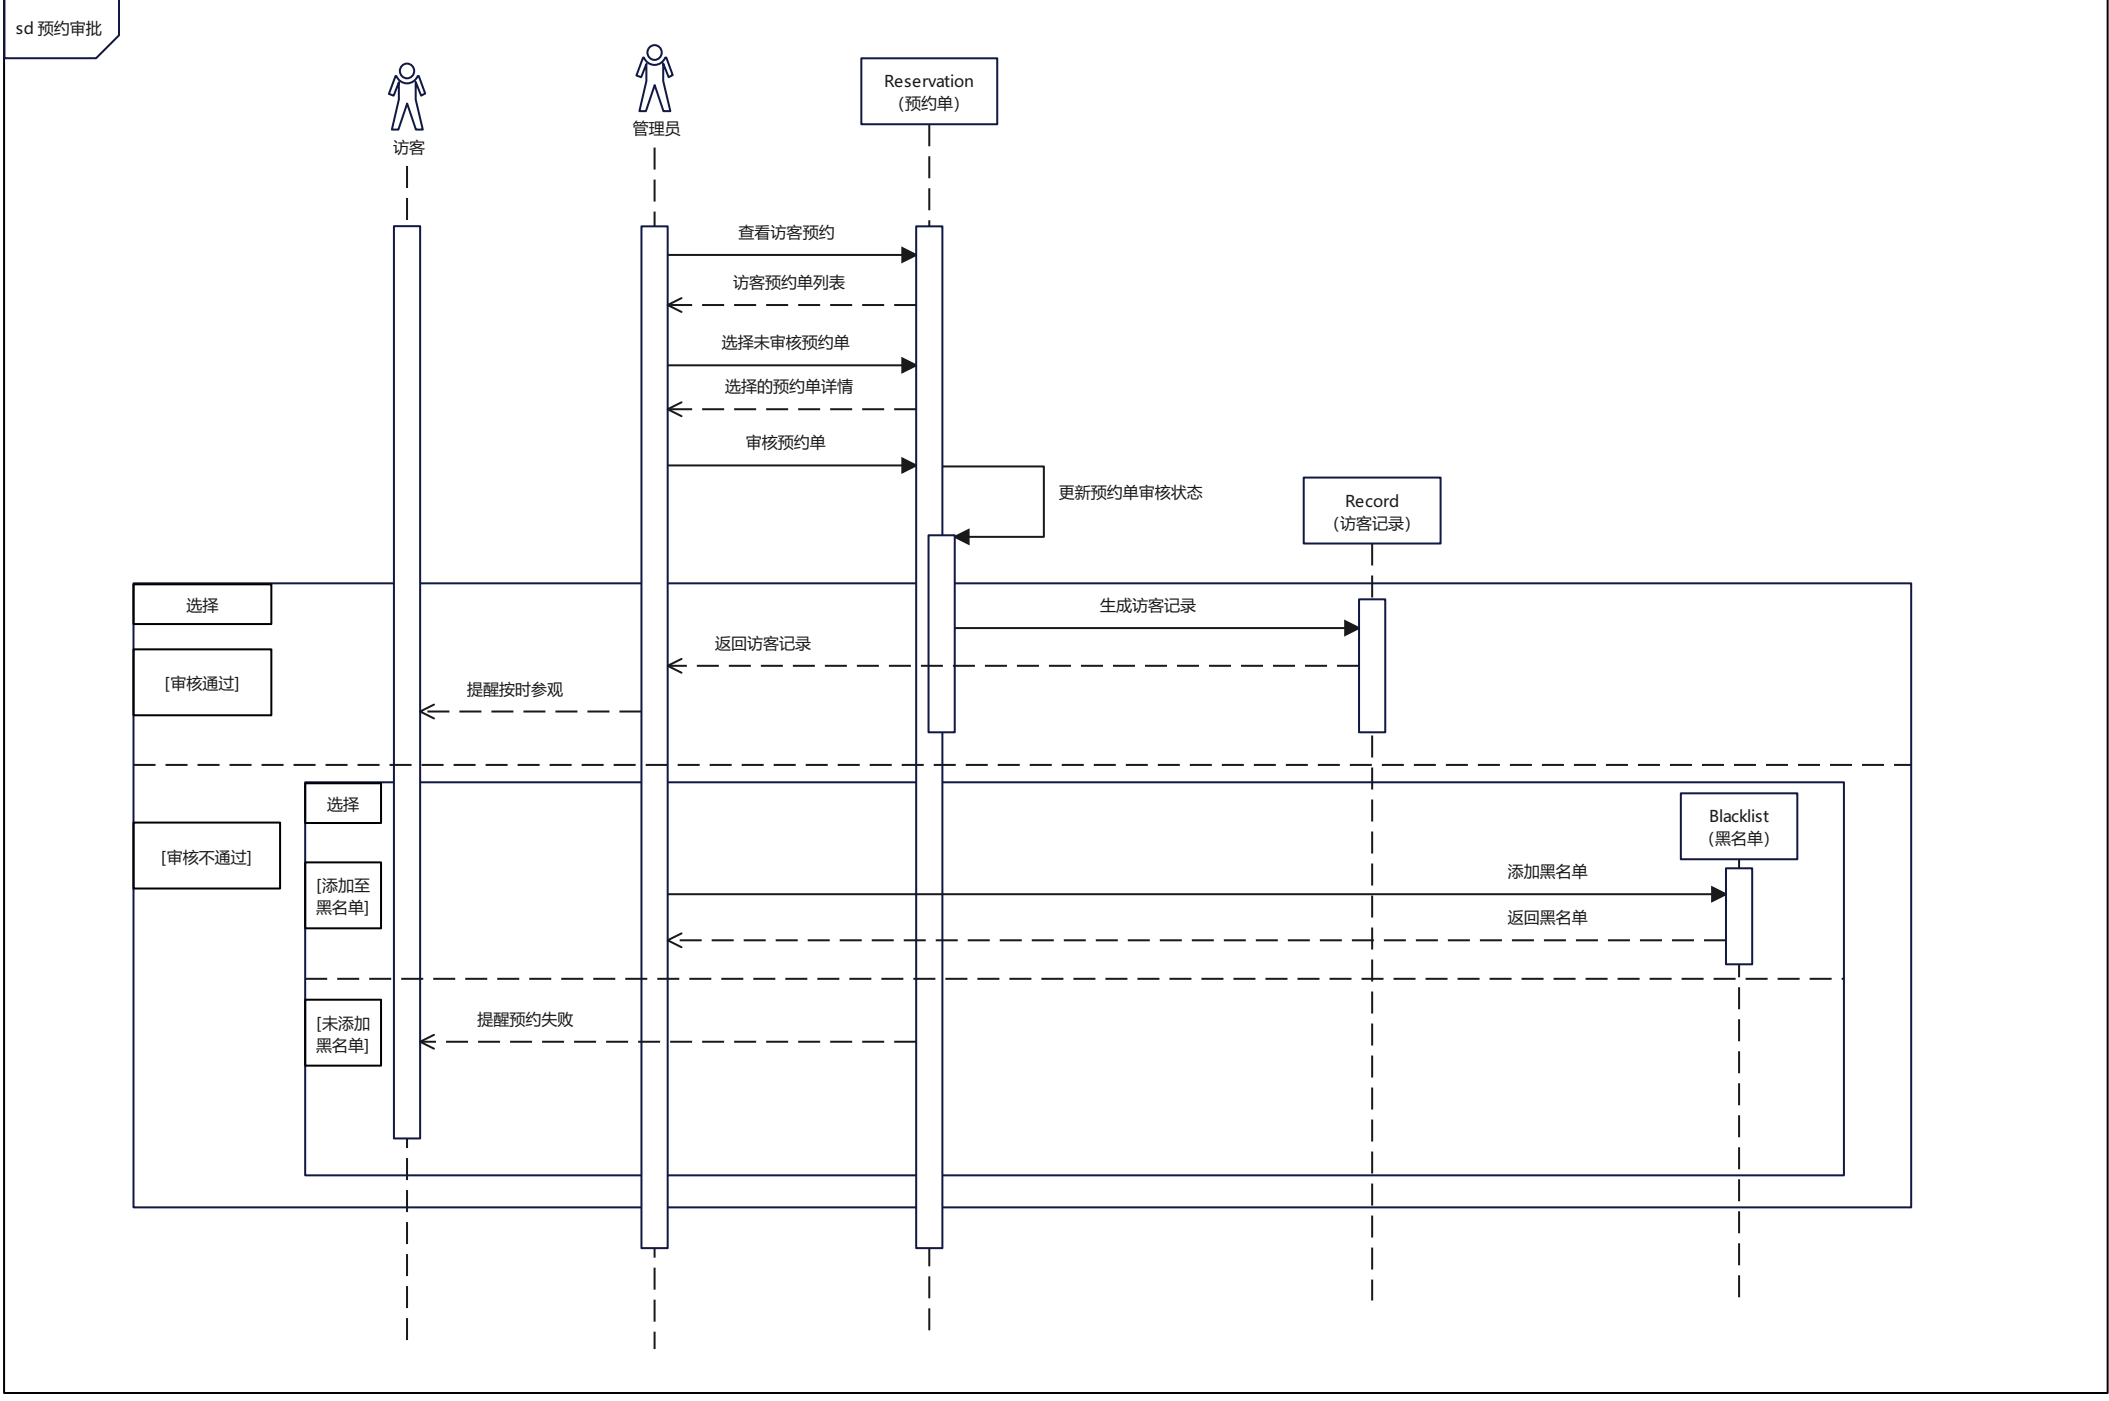 sd 预约审批
访客
管理员
Reservation
（预约单）
查看访客预约
访客预约单列表
选择未审核预约单
选择的预约单详情
审核预约单
更新预约单审核状态
Record
（访客记录）
选择
生成访客记录
返回访客记录
[审核通过]
提醒按时参观
选择
Blacklist
（黑名单）
[审核不通过]
[添加至
黑名单]
添加黑名单
返回黑名单
[未添加
黑名单]
提醒预约失败